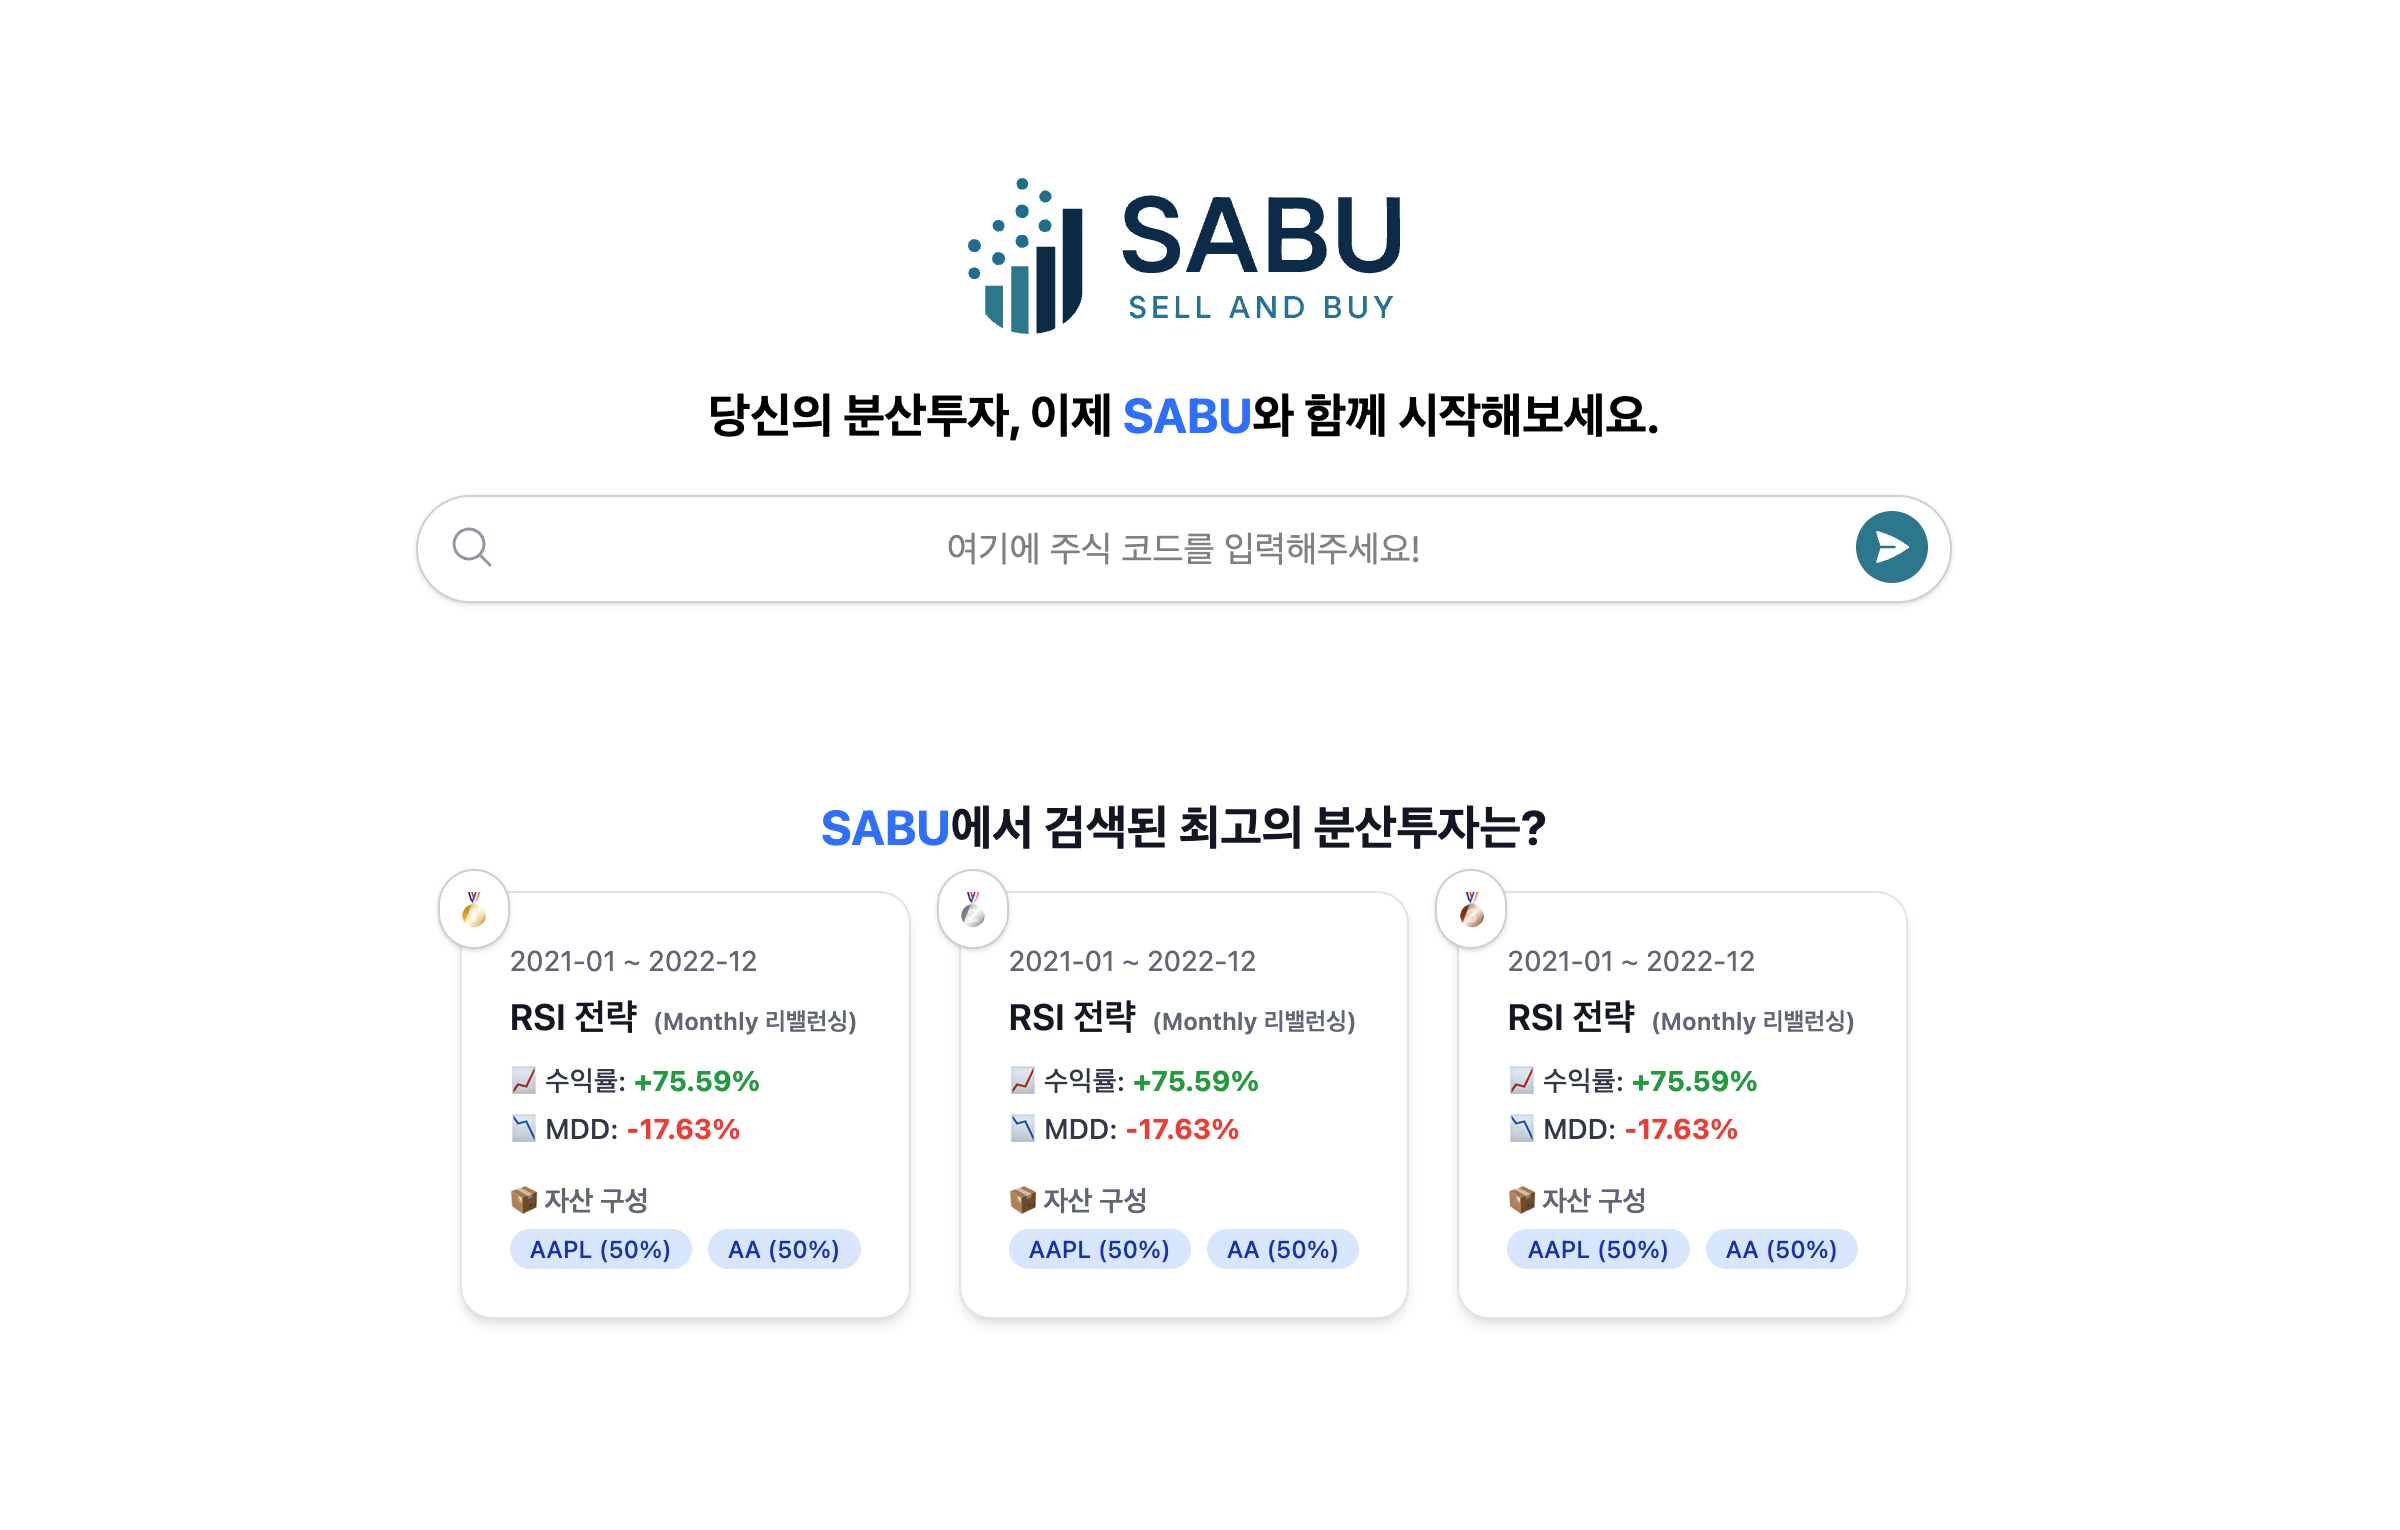 SABU
SELL AND BUY
당신의 분산투자, 이제 SABU와 함께 시작해보세요.
여기에 주식 코드를 입력해주세요!
SABU에서 검색된 최고의 분산투자는?
1
2021-01 ~ 2022-12
RSI 전략 (Monthly 리밸런싱)
수익률: +75.59%
MDD: -17.63%
자산 구성
AAPL (50%) AA (50%)
2
2021-01 ~ 2022-12
RSI 전략 (Monthly 리밸런싱)
수익률: +75.59%
MDD: -17.63%
자산 구성
AAPL (50%) AA (50%)
3
2021-01 ~ 2022-12
RSI 전략 (Monthly 리밸런싱)
수익률: +75.59%
MDD: -17.63%
자산 구성
AAPL (50%) AA (50%)